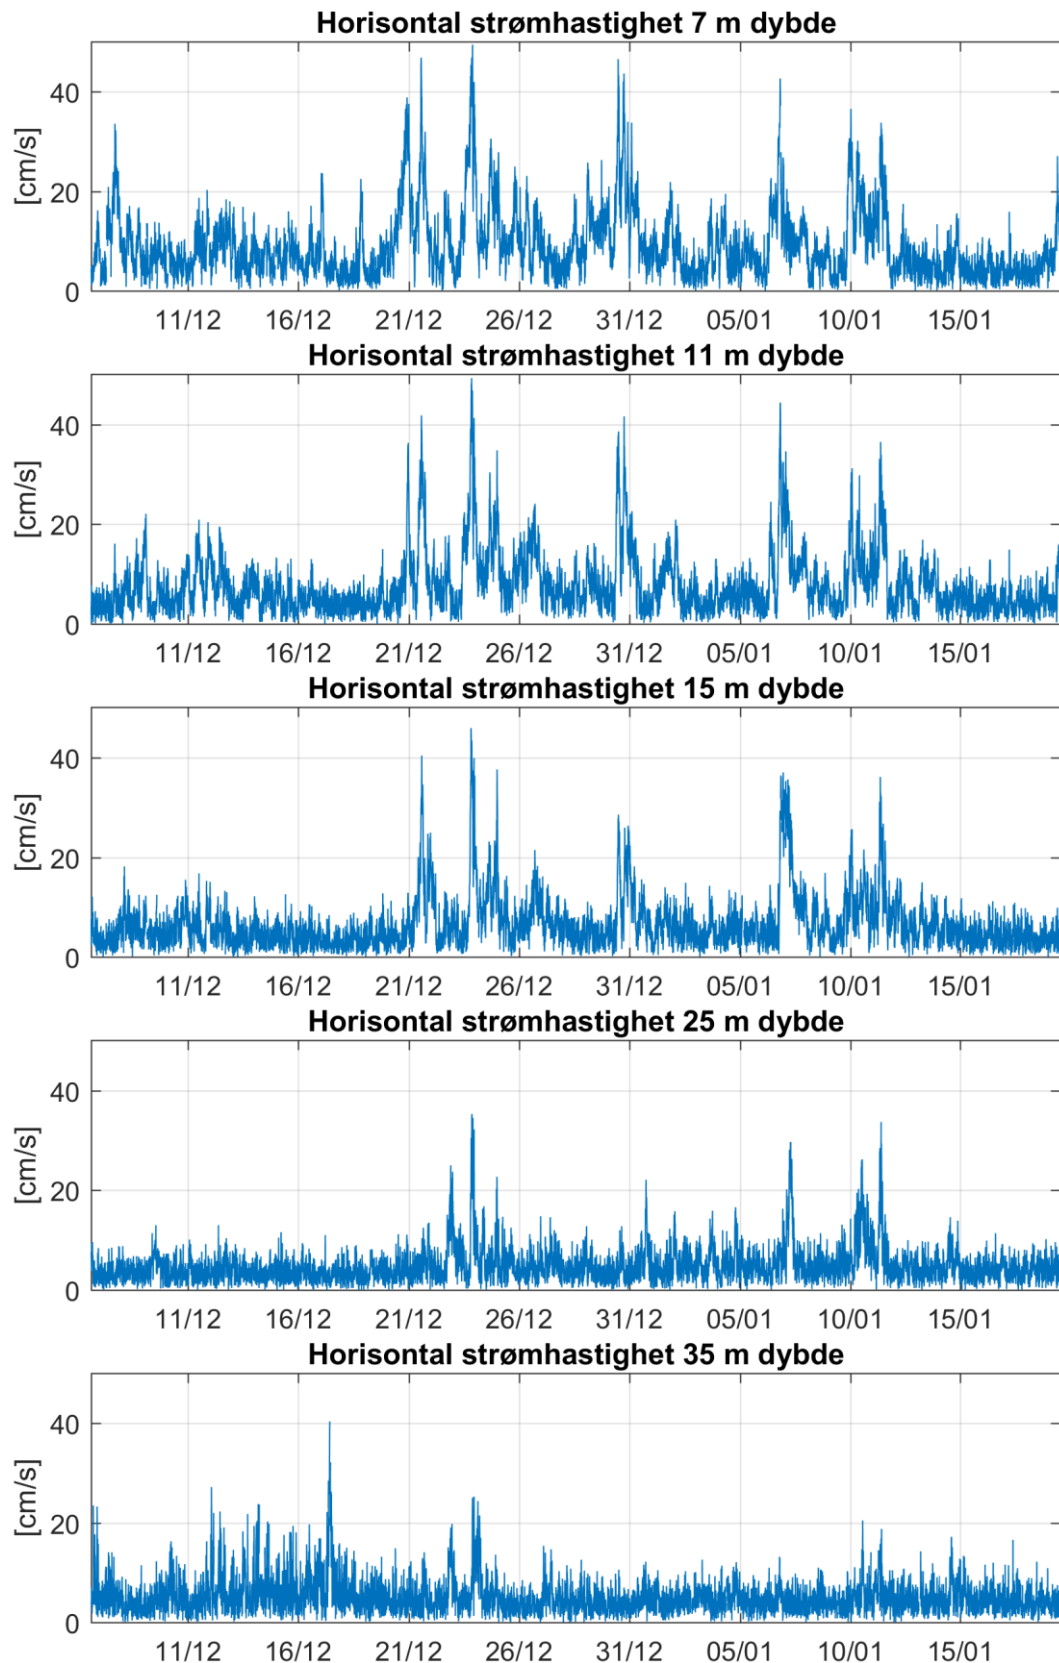 Horisontal strømhastighet 7 m dybde
[cm/s]
40
20
0
11/12 16/12 21/12 26/12 31/12 05/01 10/01 15/01
Horisontal strømhastighet 11 m dybde
[cm/s]
40
20
0
11/12 16/12 21/12 26/12 31/12 05/01 10/01 15/01
Horisontal strømhastighet 15 m dybde
[cm/s]
40
20
0
11/12 16/12 21/12 26/12 31/12 05/01 10/01 15/01
Horisontal strømhastighet 25 m dybde
[cm/s]
40
20
0
11/12 16/12 21/12 26/12 31/12 05/01 10/01 15/01
Horisontal strømhastighet 35 m dybde
[cm/s]
40
20
0
11/12 16/12 21/12 26/12 31/12 05/01 10/01 15/01